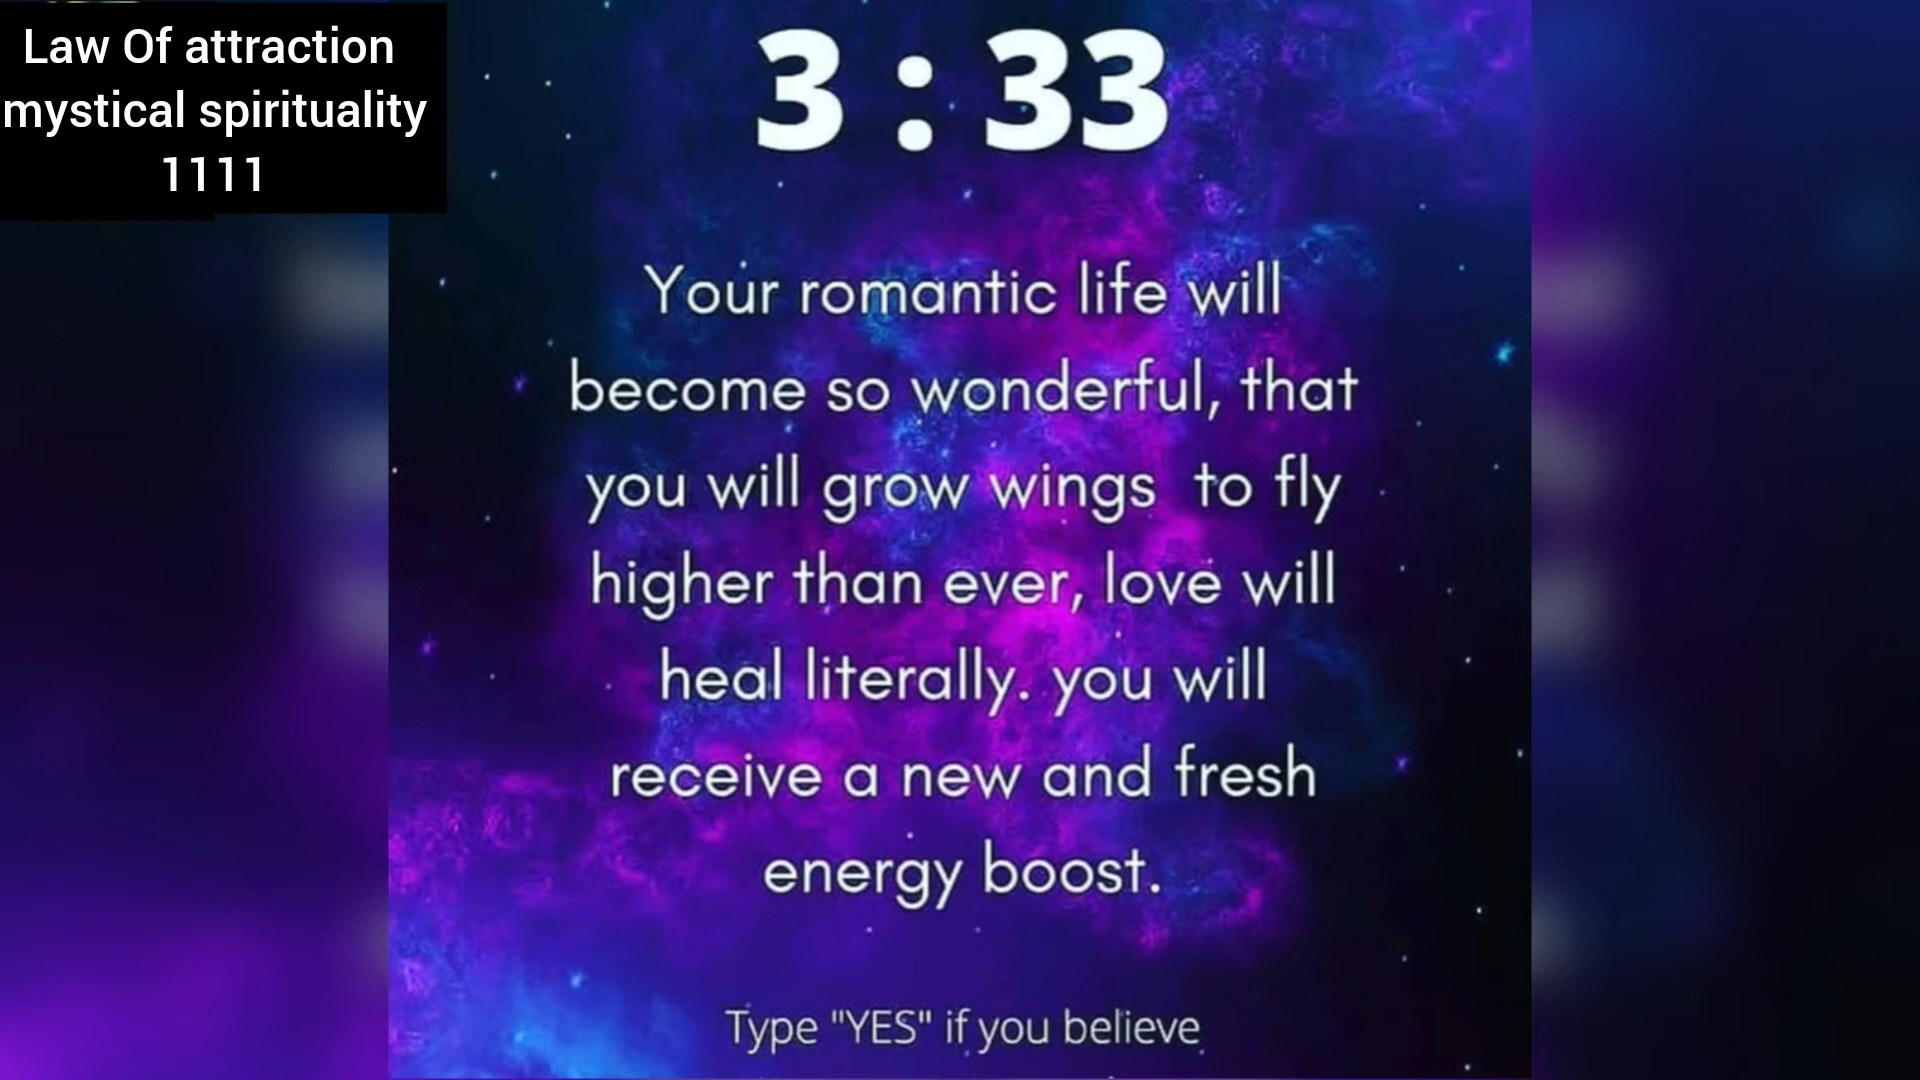 Law Of attraction
mystical spirituality
1111
3 : 33
Your romantic life will
become so wonderful, that
you will grow wings to fly
higher than ever, love will
heal literally. you will
receive a new and fresh
energy boost.
Type "YES" if you believe